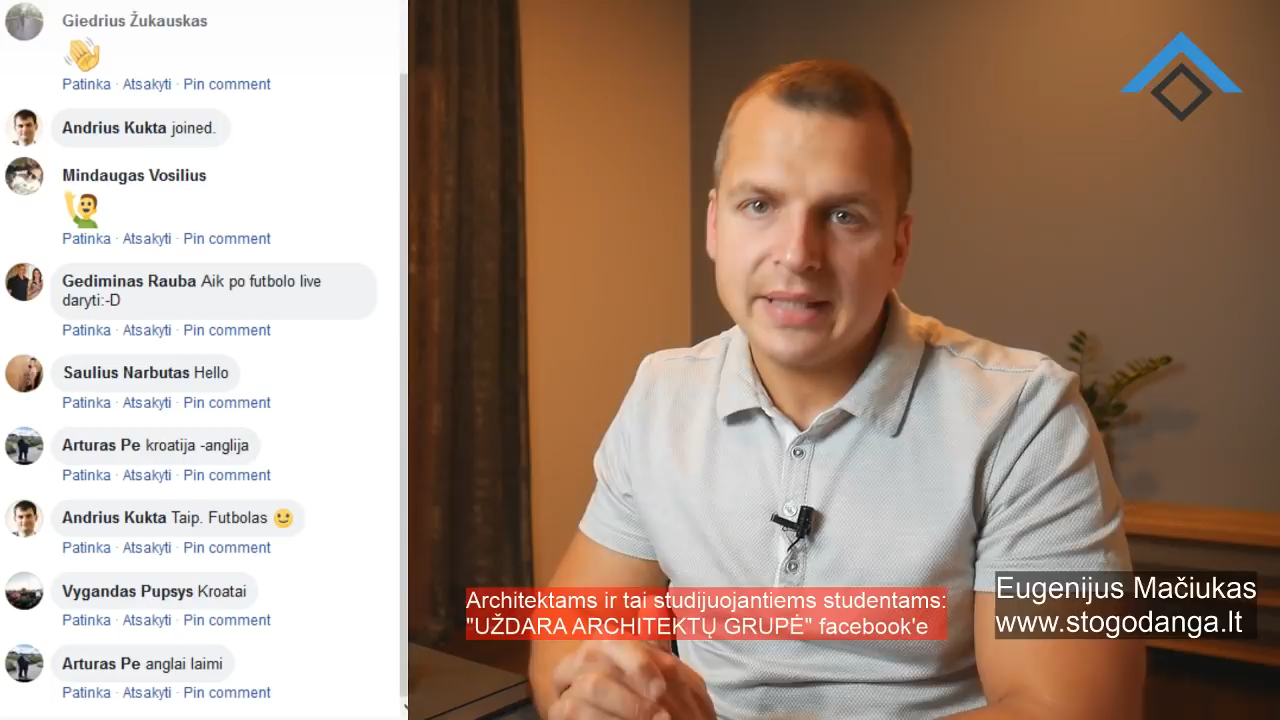 Giedrius Žukauskas
Patinka · Atsakyti · Pin comment
Andrius Kukta joined.
Mindaugas Vosilius
Patinka · Atsakyti · Pin comment
Gediminas Rauba Aik po futbolo live
daryti:-D
Patinka · Atsakyti · Pin comment
Saulius Narbutas Hello
Patinka · Atsakyti · Pin comment
Arturas Pe kroatija -anglija
Patinka · Atsakyti · Pin comment
Andrius Kukta Taip. Futbolas 😉
Patinka · Atsakyti · Pin comment
Vygandas Pupsys Kroatai
Patinka · Atsakyti · Pin comment
Arturas Pe anglai laimi
Patinka · Atsakyti · Pin comment
Architektams ir tai studijuojantiems studentams:
"UŽDARA ARCHITEKTŲ GRUPĖ" facebook'e
Eugenijus Mačiukas
www.stogodanga.lt